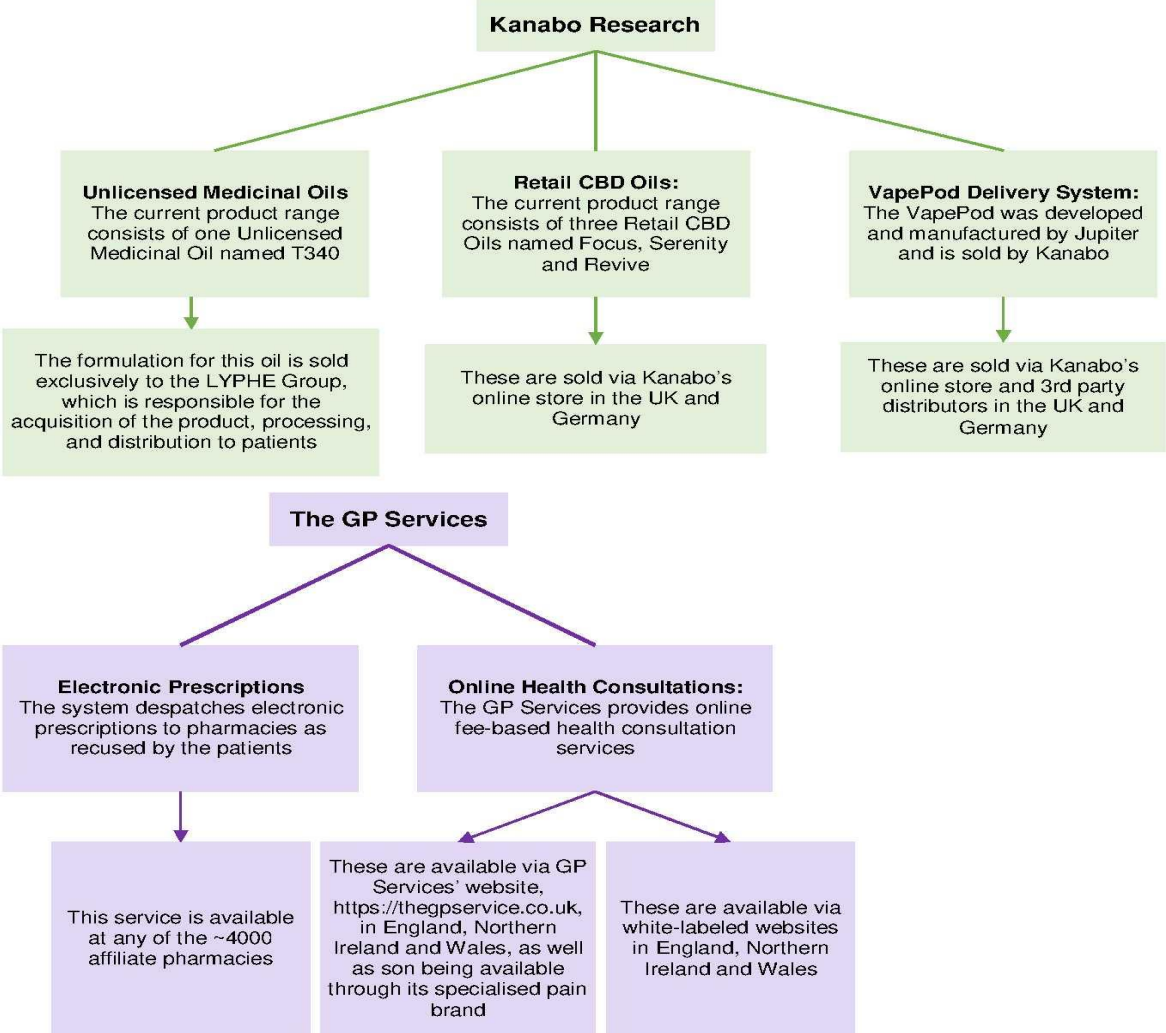 Kanabo Research
Unlicensed Medicinal Oils
The current product range
consists of one Unlicensed
Medicinal Oil named T340
Retail CBD Oils:
The current product range
consists of three Retail CBD
Oils named Focus, Serenity
and Revive
VapePod Delivery System:
The VapePod was developed
and manufactured by Jupiter
and is sold by Kanabo
The formulation for this oil is sold
exclusively to the LYPHE Group,
which is responsible for the
acquisition of the product, processing,
and distribution to patients
These are sold via Kanabo's
online store in the UK and
Germany
These are sold via Kanabo's
online store and 3rd party
distributors in the UK and
Germany
The GP Services
Electronic Prescriptions
The system despatches electronic
prescriptions to pharmacies as
recused by the patients
Online Health Consultations:
The GP Services provides online
fee-based health consultation
services
This service is available
at any of the ~4000
affiliate pharmacies
These are available via GP
Services' website,
https://thegpservice.co.uk,
in England, Northern
Ireland and Wales, as well
as son being available
through its specialised pain
brand
These are available via
white-labeled websites
in England, Northern
Ireland and Wales